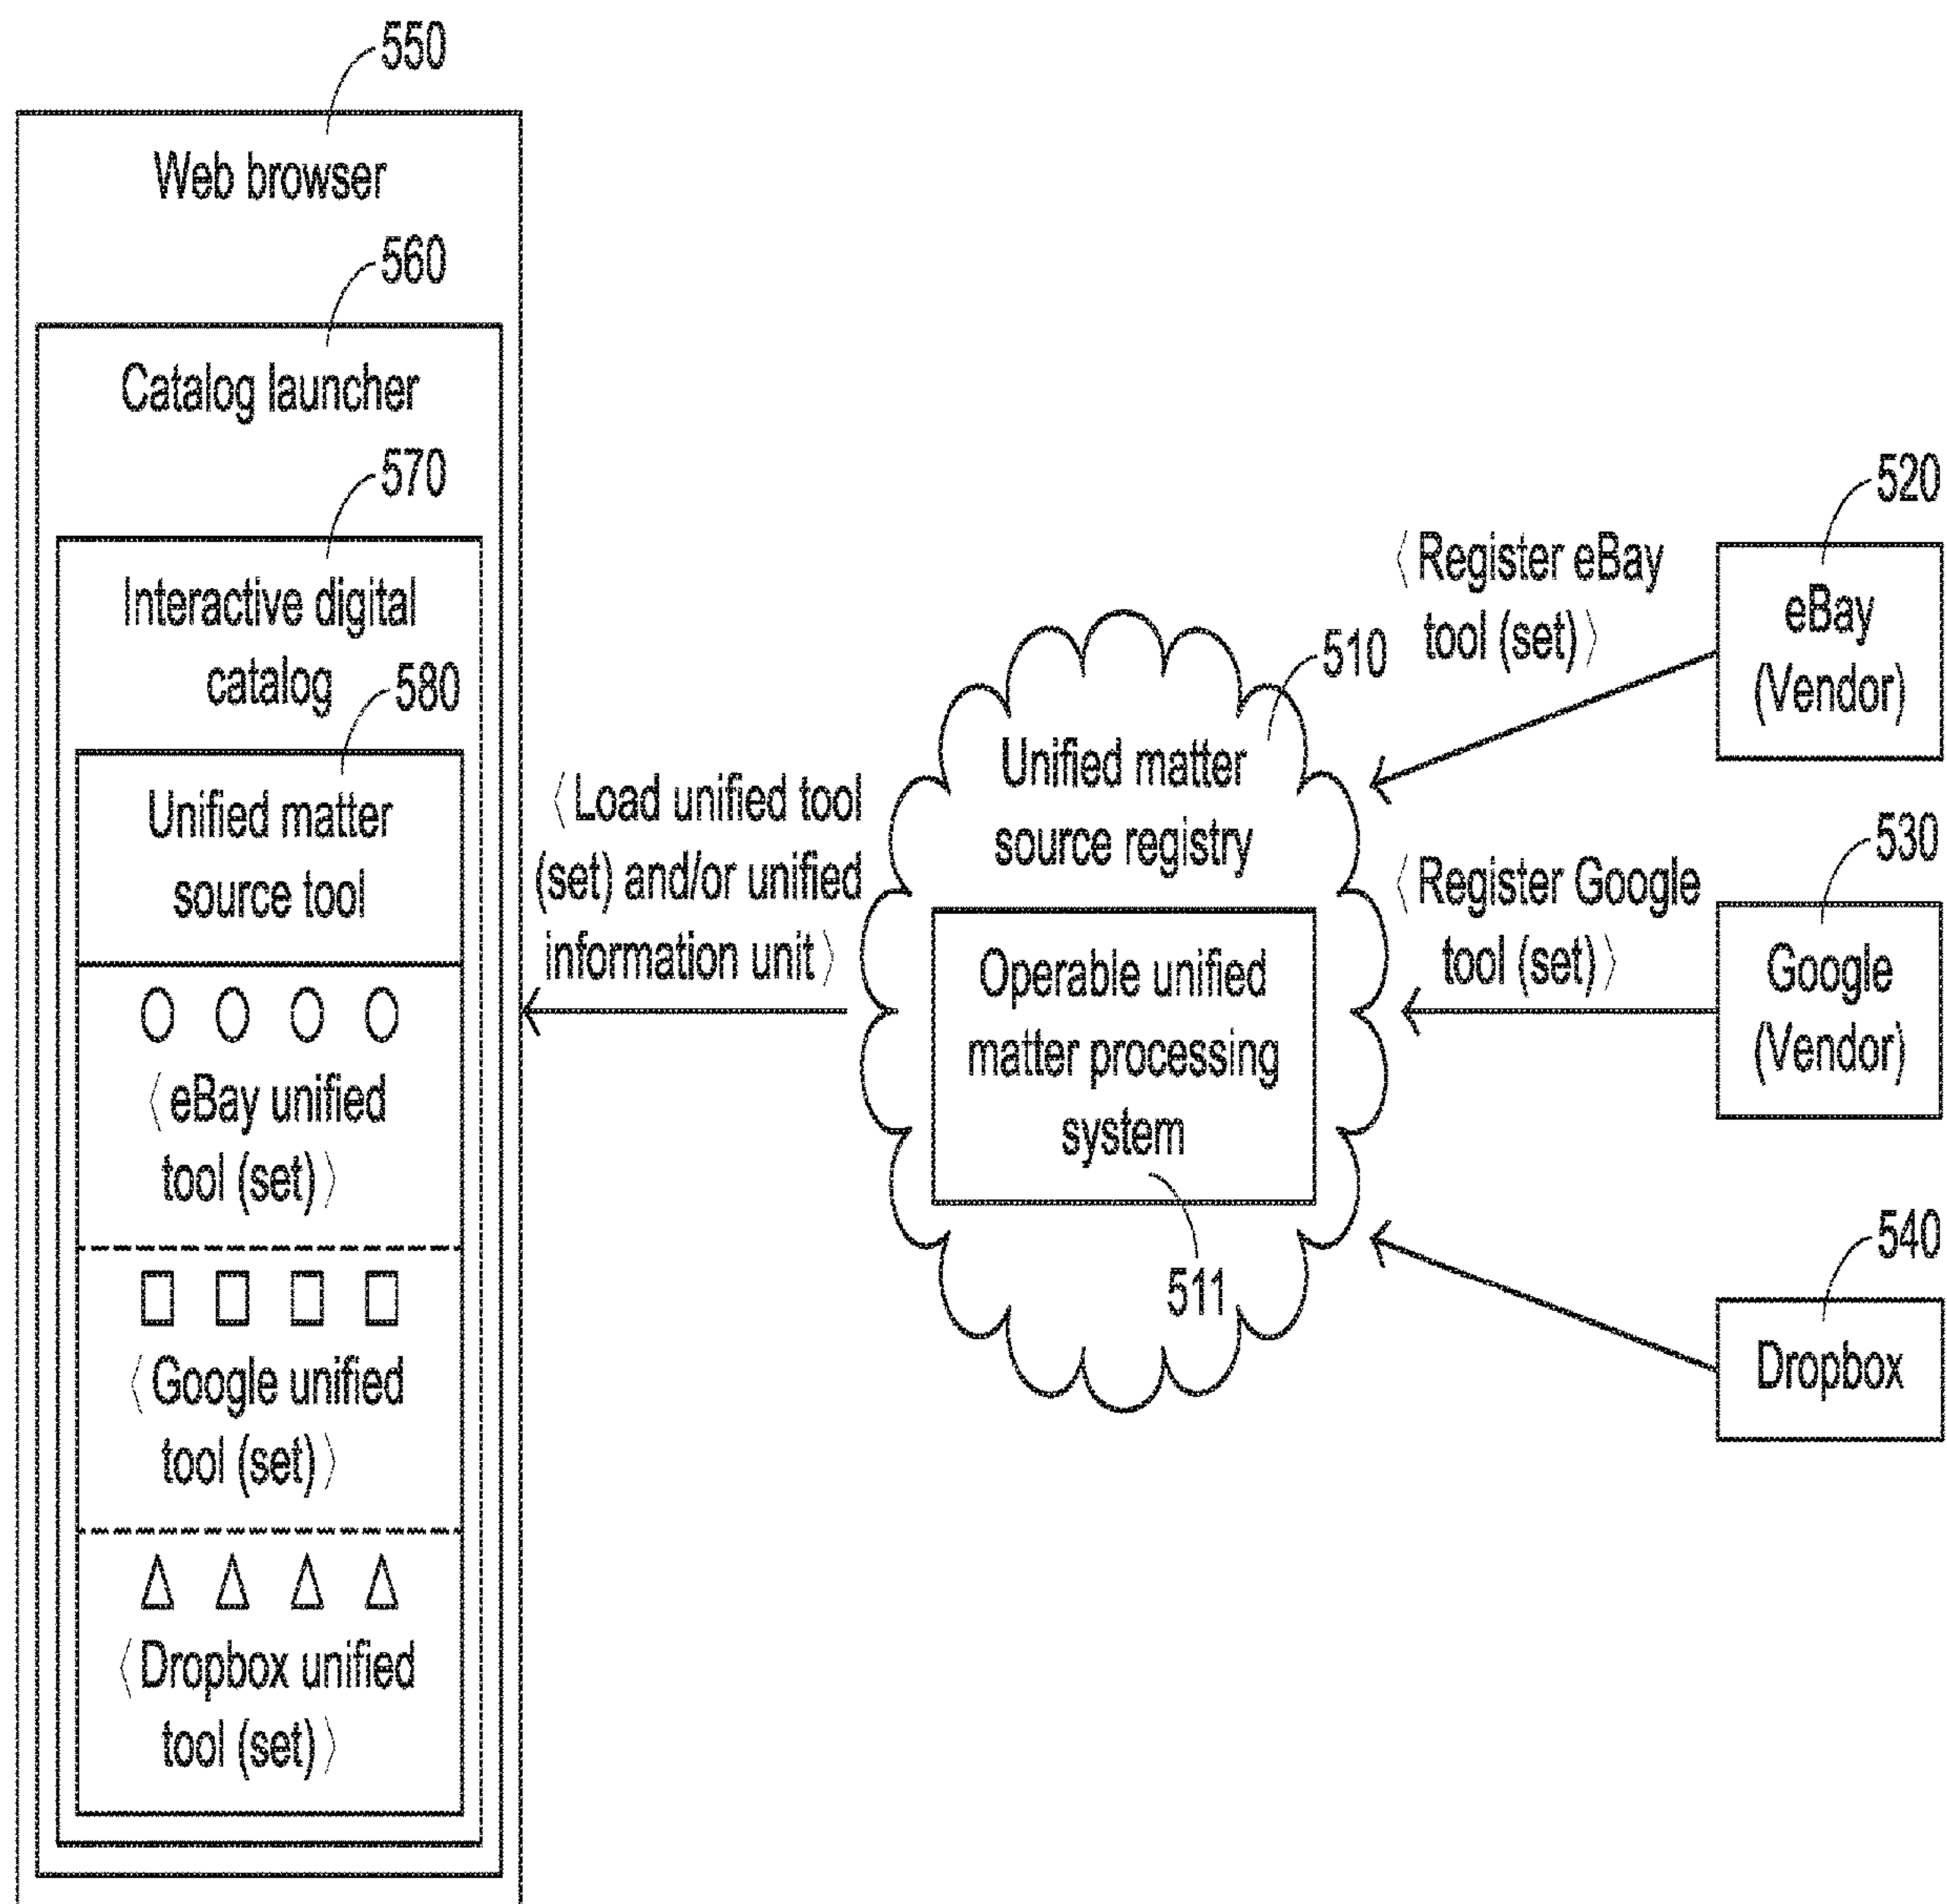 550
Web browser
560
Catalog launcher
570
Interactive digital
catalog
580
Unified matter
source tool
〈eBay unified
tool (set)〉
〈Google unified
tool (set)〉
〈Dropbox unified
tool (set)〉
〈Load unified tool
(set) and/or unified
information unit〉
510
Unified matter
source registry
Operable unified
matter processing
system
511
〈Register eBay
tool (set)〉
520
eBay
(Vendor)
〈Register Google
tool (set)〉
530
Google
(Vendor)
540
Dropbox